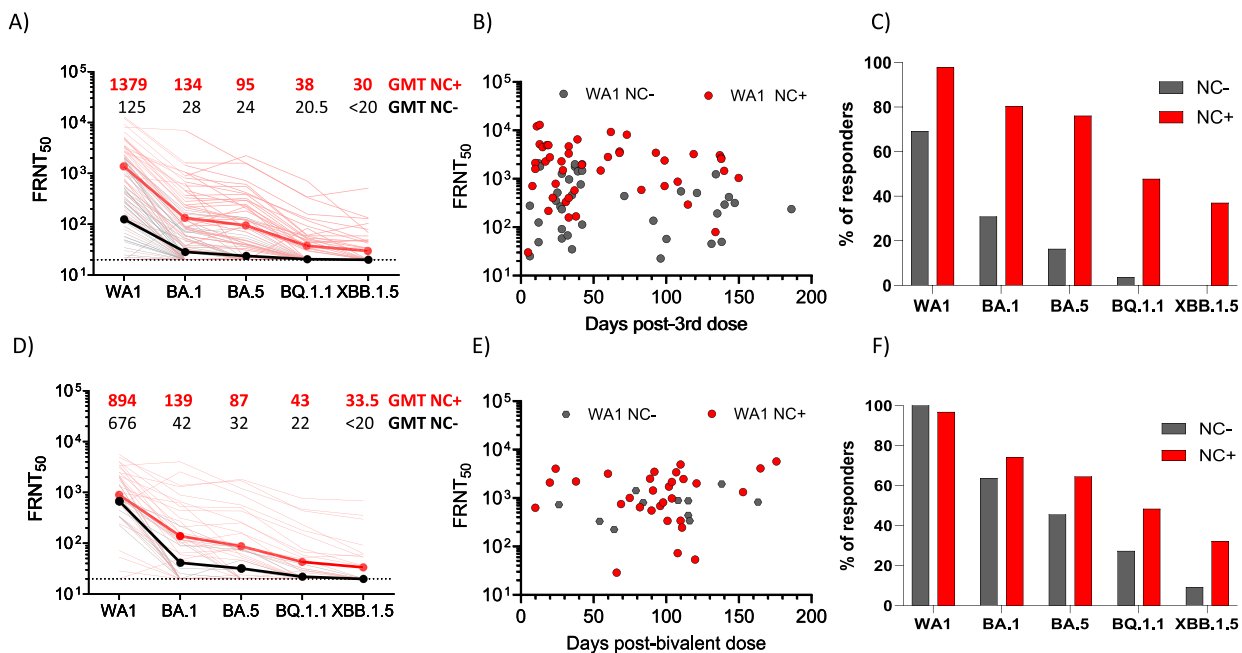 A)
FRNT50
10^5
10^4
10^3
10^2
10^1
1379 134 95 38 30 GMT NC+
125 28 24 20.5 <20 GMT NC-
WA1 BA.1 BA.5 BQ.1.1 XBB.1.5
B)
FRNT50
10^5
10^4
10^3
10^2
10^1
WA1 NC- WA1 NC+
0 50 100 150 200
Days post-3rd dose
C)
% of responders
100
80
60
40
20
0
NC-
NC+
WA1 BA.1 BA.5 BQ.1.1 XBB.1.5
D)
FRNT50
10^5
10^4
10^3
10^2
10^1
894 139 87 43 33.5 GMT NC+
676 42 32 22 <20 GMT NC-
WA1 BA.1 BA.5 BQ.1.1 XBB.1.5
E)
FRNT50
10^5
10^4
10^3
10^2
10^1
WA1 NC- WA1 NC+
0 50 100 150 200
Days post-bivalent dose
F)
% of responders
100
80
60
40
20
0
NC-
NC+
WA1 BA.1 BA.5 BQ.1.1 XBB.1.5